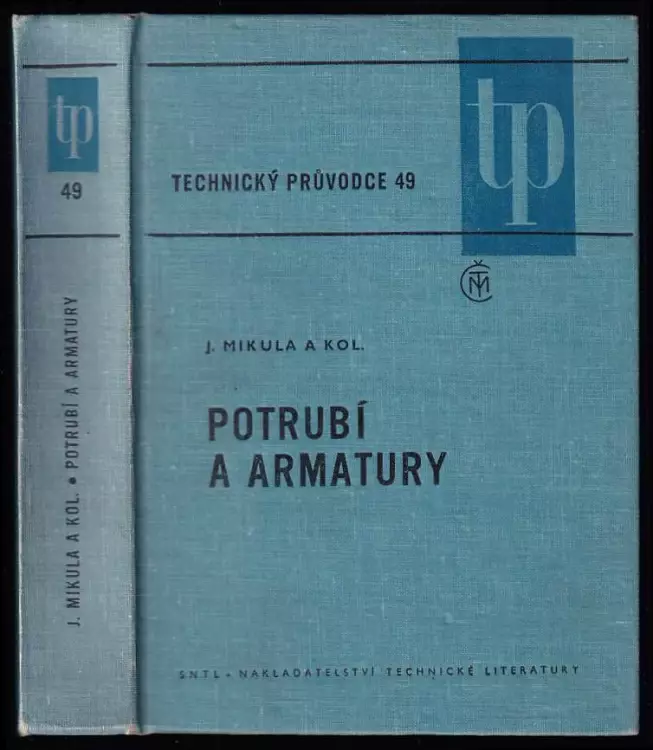 tp
49
J. MIKULA A KOL. • POTRUBÍ A ARMATURY
tp
TECHNICKÝ PRŮVODCE 49
J. MIKULA A KOL.
POTRUBÍ
A ARMATURY
SNTL • NAKLADATELSTVÍ TECHNICKÉ LITERATURY